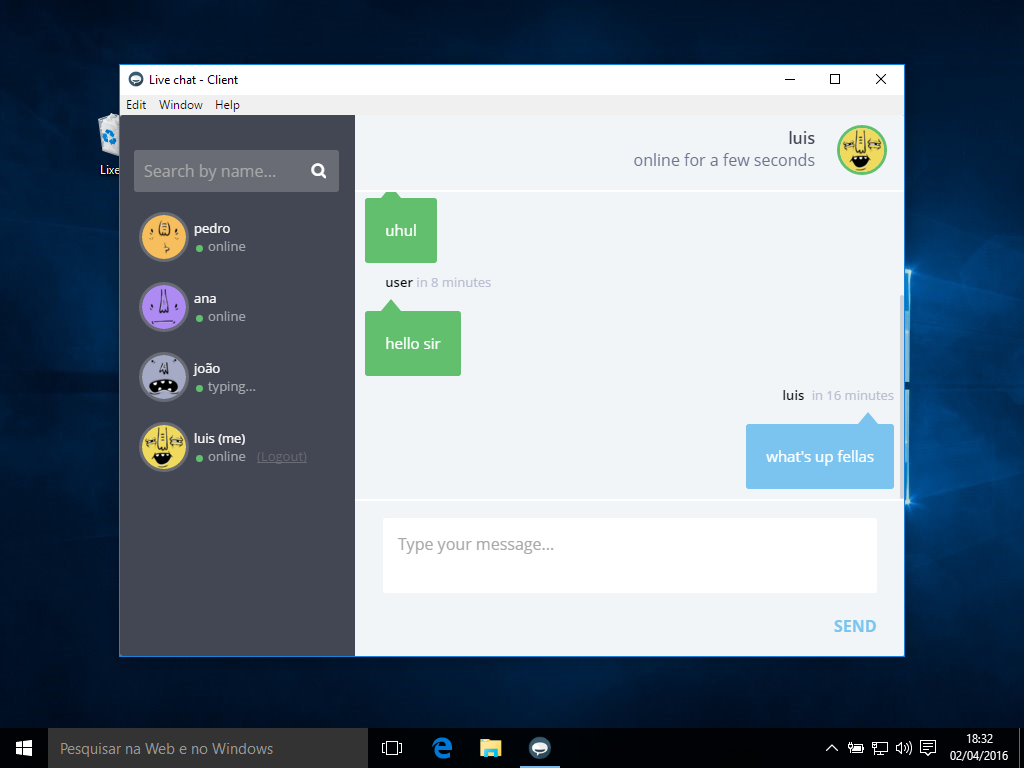 Live chat - Client
Edit Window Help
Search by name...
pedro
online
ana
online
joão
typing...
luis (me)
online (Logout)
luis
online for a few seconds
uhul
user in 8 minutes
hello sir
luis in 16 minutes
what's up fellas
Type your message...
SEND
Lixe
Pesquisar na Web e no Windows
18:32
02/04/2016